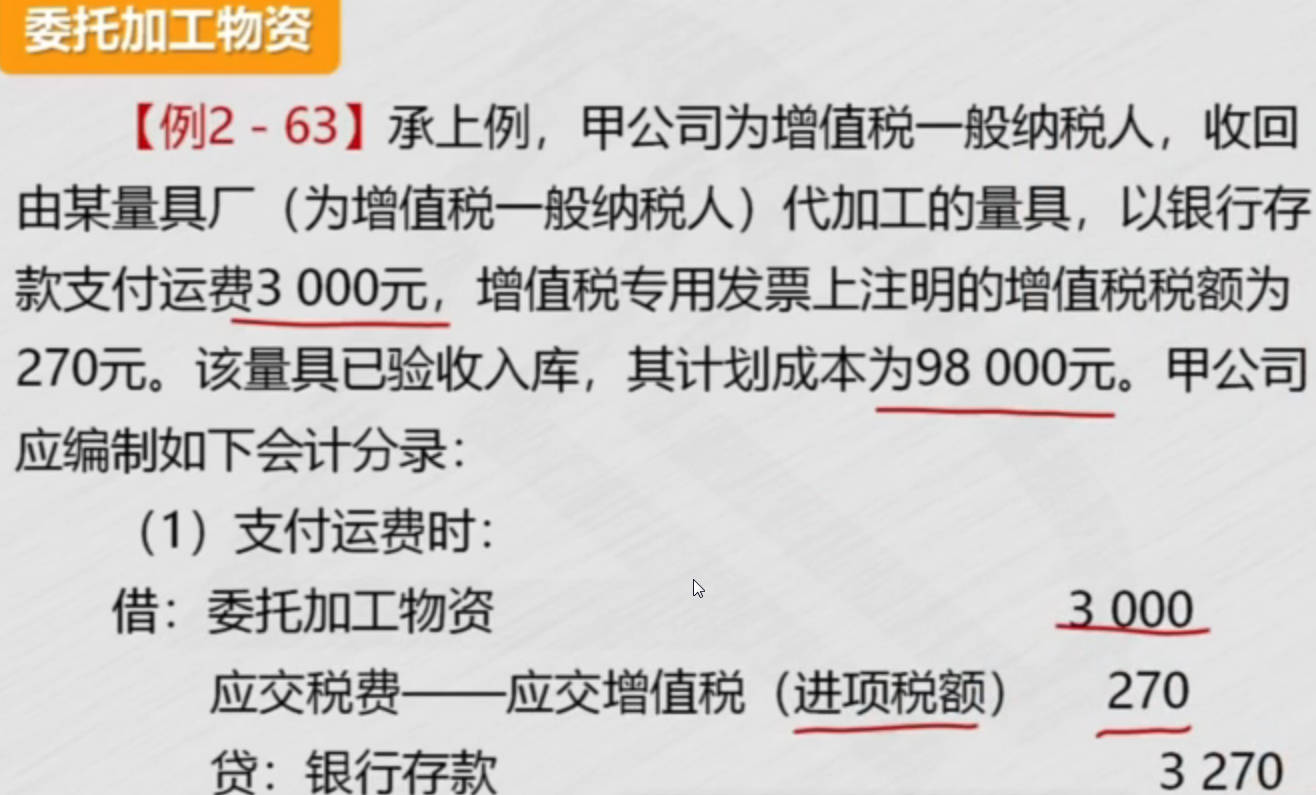 委托加工物资
【例2-63】承上例，甲公司为增值税一般纳税人，收回
由某量具厂（为增值税一般纳税人）代加工的量具，以银行存
款支付运费3 000元，增值税专用发票上注明的增值税税额为
270元。该量具已验收入库，其计划成本为98 000元。甲公司
应编制如下会计分录：
（1）支付运费时：
借：委托加工物资 3 000
应交税费——应交增值税（进项税额） 270
贷：银行存款 3 270